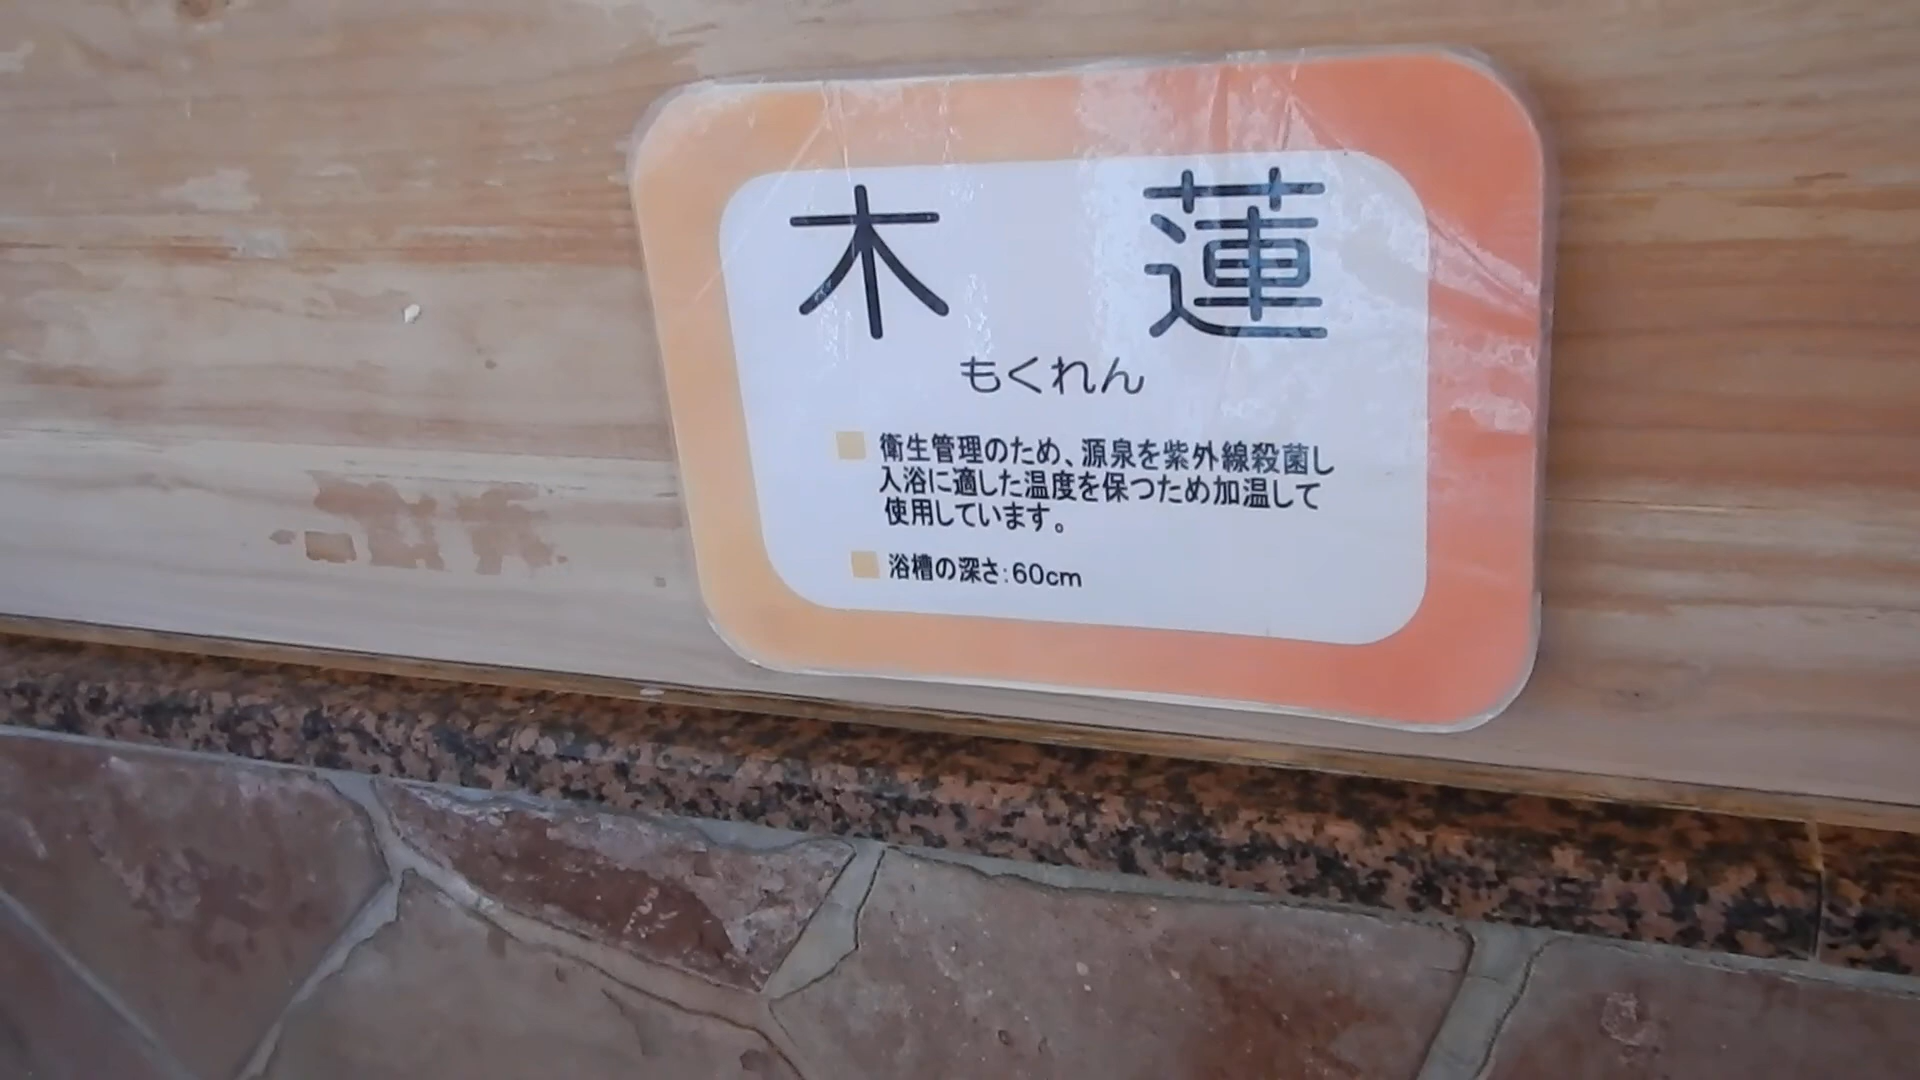 木 蓮
もくれん
衛生管理のため、源泉を紫外線殺菌し
入浴に適した温度を保つため加温して
使用しています。
浴槽の深さ:60cm